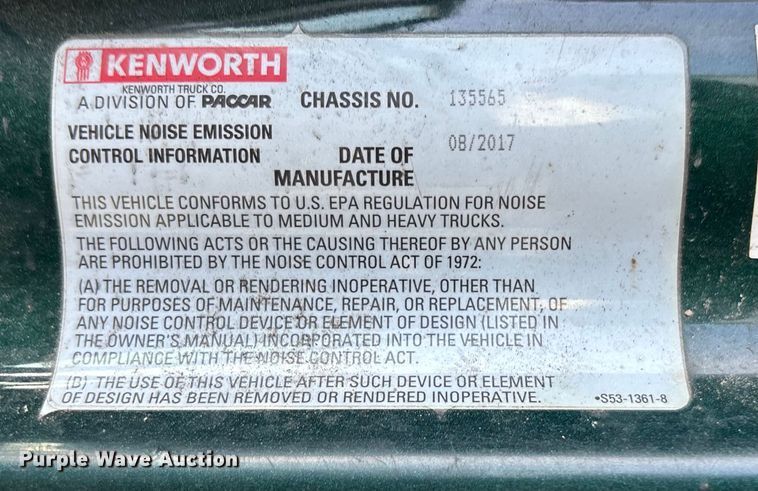 KENWORTH
KENWORTH TRUCK CO.
A DIVISION OF PACCAR
CHASSIS NO. 135565
VEHICLE NOISE EMISSION
CONTROL INFORMATION
DATE OF
MANUFACTURE
08/2017
THIS VEHICLE CONFORMS TO U.S. EPA REGULATION FOR NOISE
EMISSION APPLICABLE TO MEDIUM AND HEAVY TRUCKS.
THE FOLLOWING ACTS OR THE CAUSING THEREOF BY ANY PERSON
ARE PROHIBITED BY THE NOISE CONTROL ACT OF 1972:
(A) THE REMOVAL OR RENDERING INOPERATIVE, OTHER THAN
FOR PURPOSES OF MAINTENANCE, REPAIR, OR REPLACEMENT, OF
ANY NOISE CONTROL DEVICE OR ELEMENT OF DESIGN (LISTED IN
THE OWNER'S MANUAL) INCORPORATED INTO THE VEHICLE IN
COMPLIANCE WITH THE NOISE CONTROL ACT.
(B) THE USE OF THIS VEHICLE AFTER SUCH DEVICE OR ELEMENT
OF DESIGN HAS BEEN REMOVED OR RENDERED INOPERATIVE.
•S53-1361-8
Purple Wave Auction